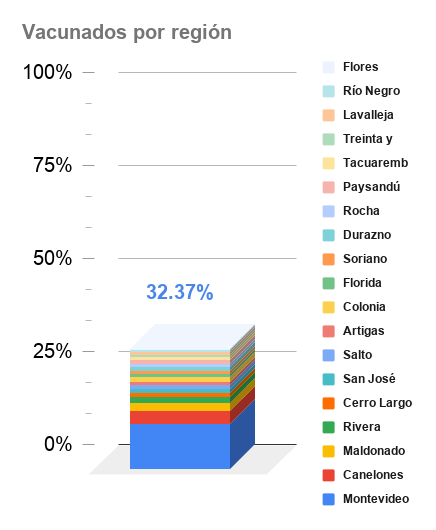 Vacunados por región
100%
75%
50%
25%
0%
32.37%
Flores
Río Negro
Lavalleja
Treinta y
Tacuaremb
Paysandú
Rocha
Durazno
Soriano
Florida
Colonia
Artigas
Salto
San José
Cerro Largo
Rivera
Maldonado
Canelones
Montevideo